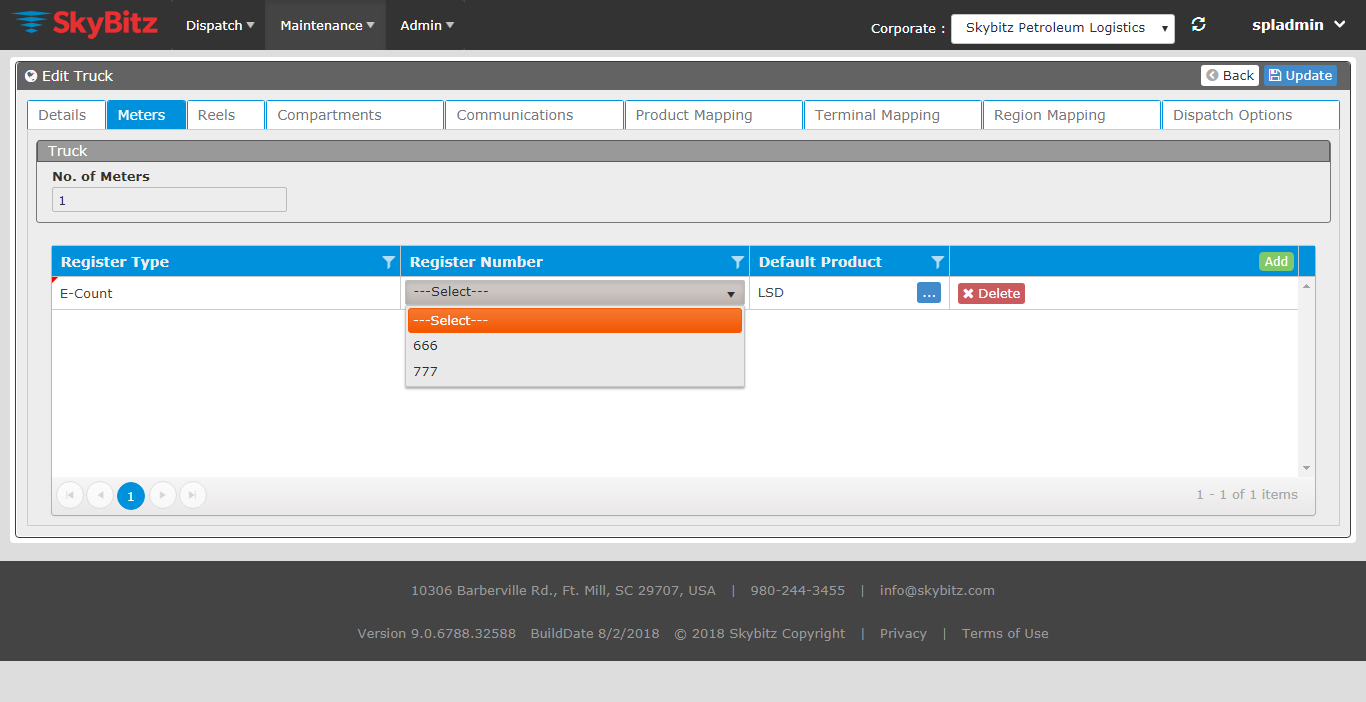 SkyBitz Dispatch Maintenance Admin Corporate : Skybitz Petroleum Logistics spladmin
Edit Truck Back Update
Details Meters Reels Compartments Communications Product Mapping Terminal Mapping Region Mapping Dispatch Options
Truck
No. of Meters
1
Register Type Register Number Default Product Add
E-Count ---Select--- LSD ... Delete
---Select---
666
777
1 1 - 1 of 1 items
10306 Barberville Rd., Ft. Mill, SC 29707, USA | 980-244-3455 | info@skybitz.com
Version 9.0.6788.32588 BuildDate 8/2/2018 © 2018 Skybitz Copyright | Privacy | Terms of Use